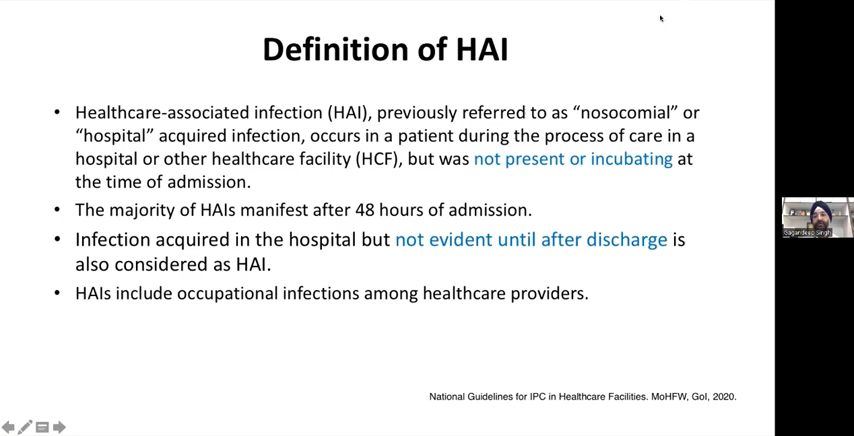 Definition of HAI
• Healthcare-associated infection (HAI), previously referred to as “nosocomial” or
“hospital” acquired infection, occurs in a patient during the process of care in a
hospital or other healthcare facility (HCF), but was not present or incubating at
the time of admission.
• The majority of HAIs manifest after 48 hours of admission.
• Infection acquired in the hospital but not evident until after discharge is
also considered as HAI.
• HAIs include occupational infections among healthcare providers.
Gagandeep Singh
National Guidelines for IPC in Healthcare Facilities. MoHFW, GoI, 2020.